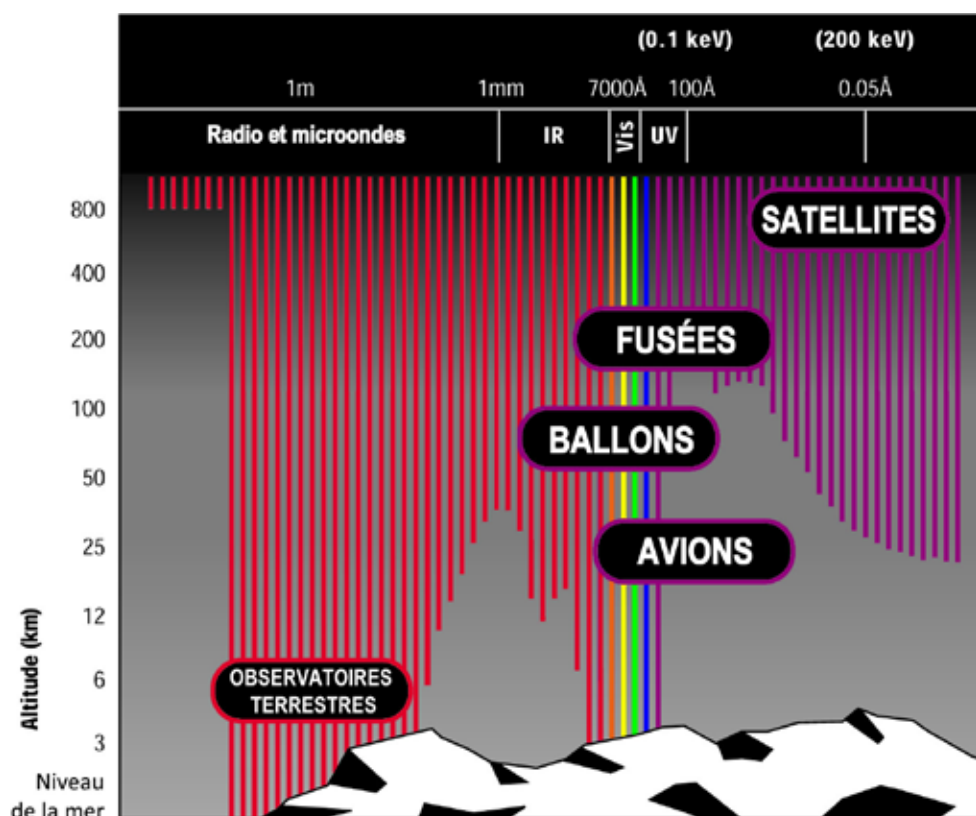 (0.1 keV) (200 keV)
1m 1mm 7000Å 100Å 0.05Å
Radio et microondes IR Vis UV
800
SATELLITES
400
200
FUSÉES
100
BALLONS
50
25
AVIONS
12
6
OBSERVATOIRES
TERRESTRES
3
Niveau
de la mer
Altitude (km)